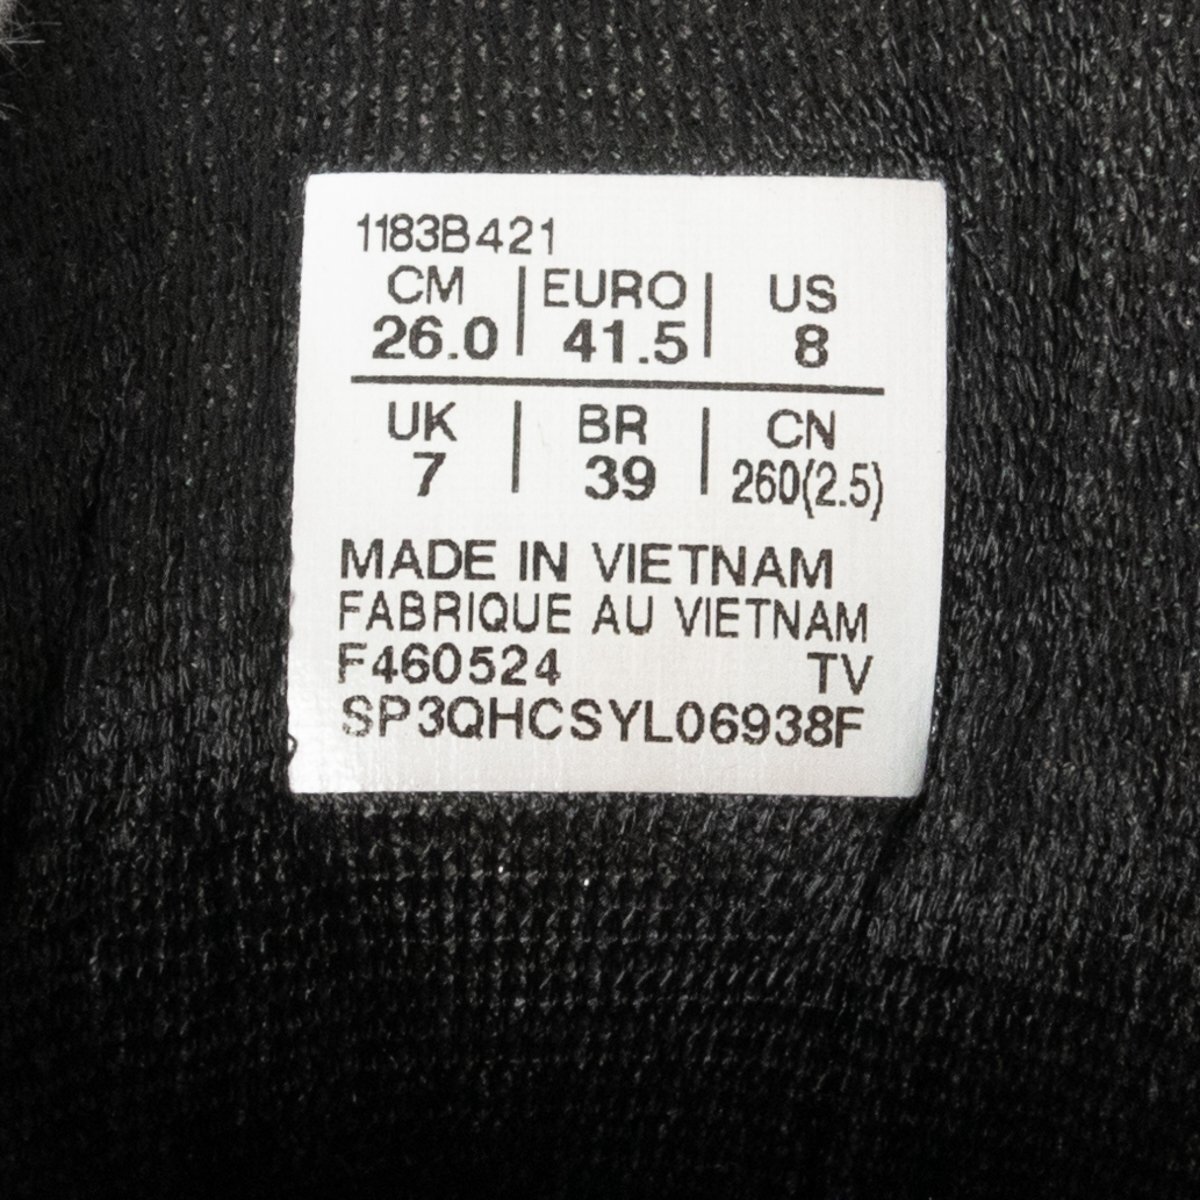 1183B421
CM | EURO | US
26.0 | 41.5 | 8
UK | BR | CN
7 | 39 | 260(2.5)
MADE IN VIETNAM
FABRIQUE AU VIETNAM
F460524 TV
SP3QHCSYL06938F